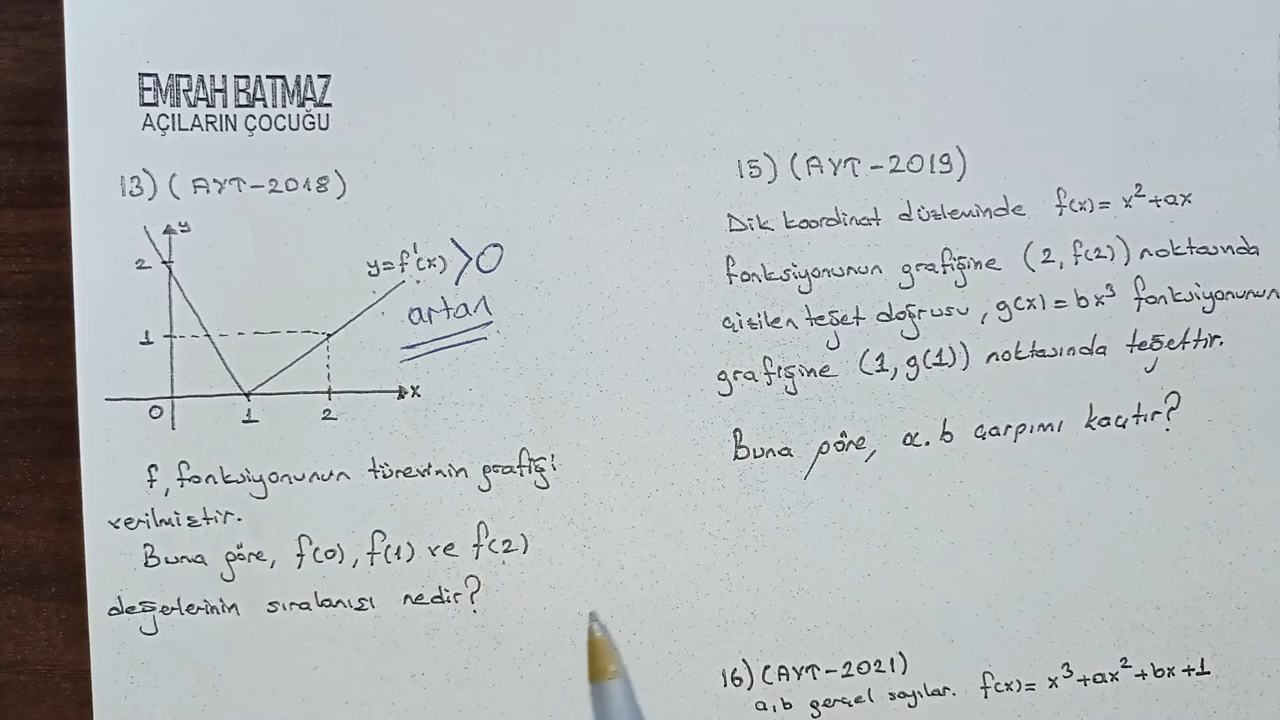 EMRAH BATMAZ
AÇILARIN ÇOCUĞU
13) (AYT-2018)
y
2
y=f'(x) >0
artan
1
0
1
2
x
f, fonksiyonunun türevinin grafiği
verilmiştir.
Buna göre, f(0), f(1) ve f(2)
değerlerinin sıralanışı nedir?
15) (AYT-2019)
Dik koordinat düzleminde f(x)= x²+ax
fonksiyonunun grafiğine (2, f(2)) noktasında
çizilen teğet doğrusu, g(x)=bx³ fonksiyonunun
grafiğine (1, g(1)) noktasında teğettir.
Buna göre, a.b çarpımı kaçtır?
16) (AYT-2021)
a,b gerçel sayılar. f(x)= x³+ax²+bx+1